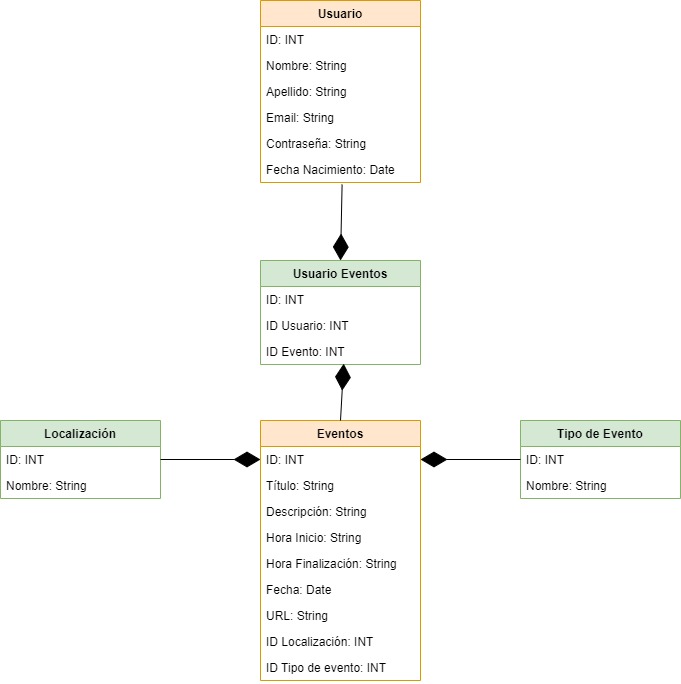 Usuario
ID: INT
Nombre: String
Apellido: String
Email: String
Contraseña: String
Fecha Nacimiento: Date
Usuario Eventos
ID: INT
ID Usuario: INT
ID Evento: INT
Localización
ID: INT
Nombre: String
Eventos
ID: INT
Título: String
Descripción: String
Hora Inicio: String
Hora Finalización: String
Fecha: Date
URL: String
ID Localización: INT
ID Tipo de evento: INT
Tipo de Evento
ID: INT
Nombre: String